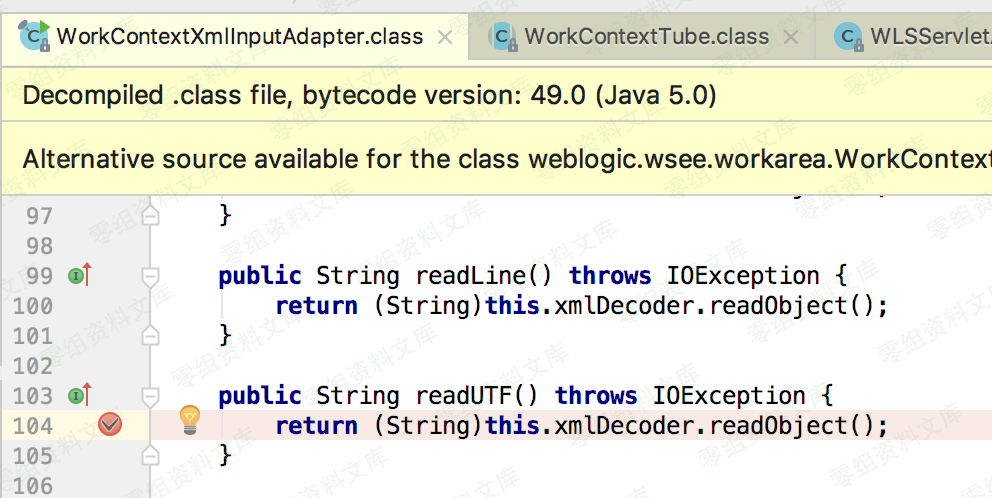 WorkContextXmlInputAdapter.class
WorkContextTube.class
WLSServlet
Decompiled .class file, bytecode version: 49.0 (Java 5.0)
Alternative source available for the class weblogic.wsee.workarea.WorkContext
97 }
98
99 public String readLine() throws IOException {
100 return (String)this.xmlDecoder.readObject();
101 }
102
103 public String readUTF() throws IOException {
104 return (String)this.xmlDecoder.readObject();
105 }
106
零组资料文库